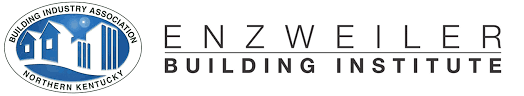 BUILDING INDUSTRY ASSOCIATION
NORTHERN KENTUCKY
ENZWEILER
BUILDING INSTITUTE